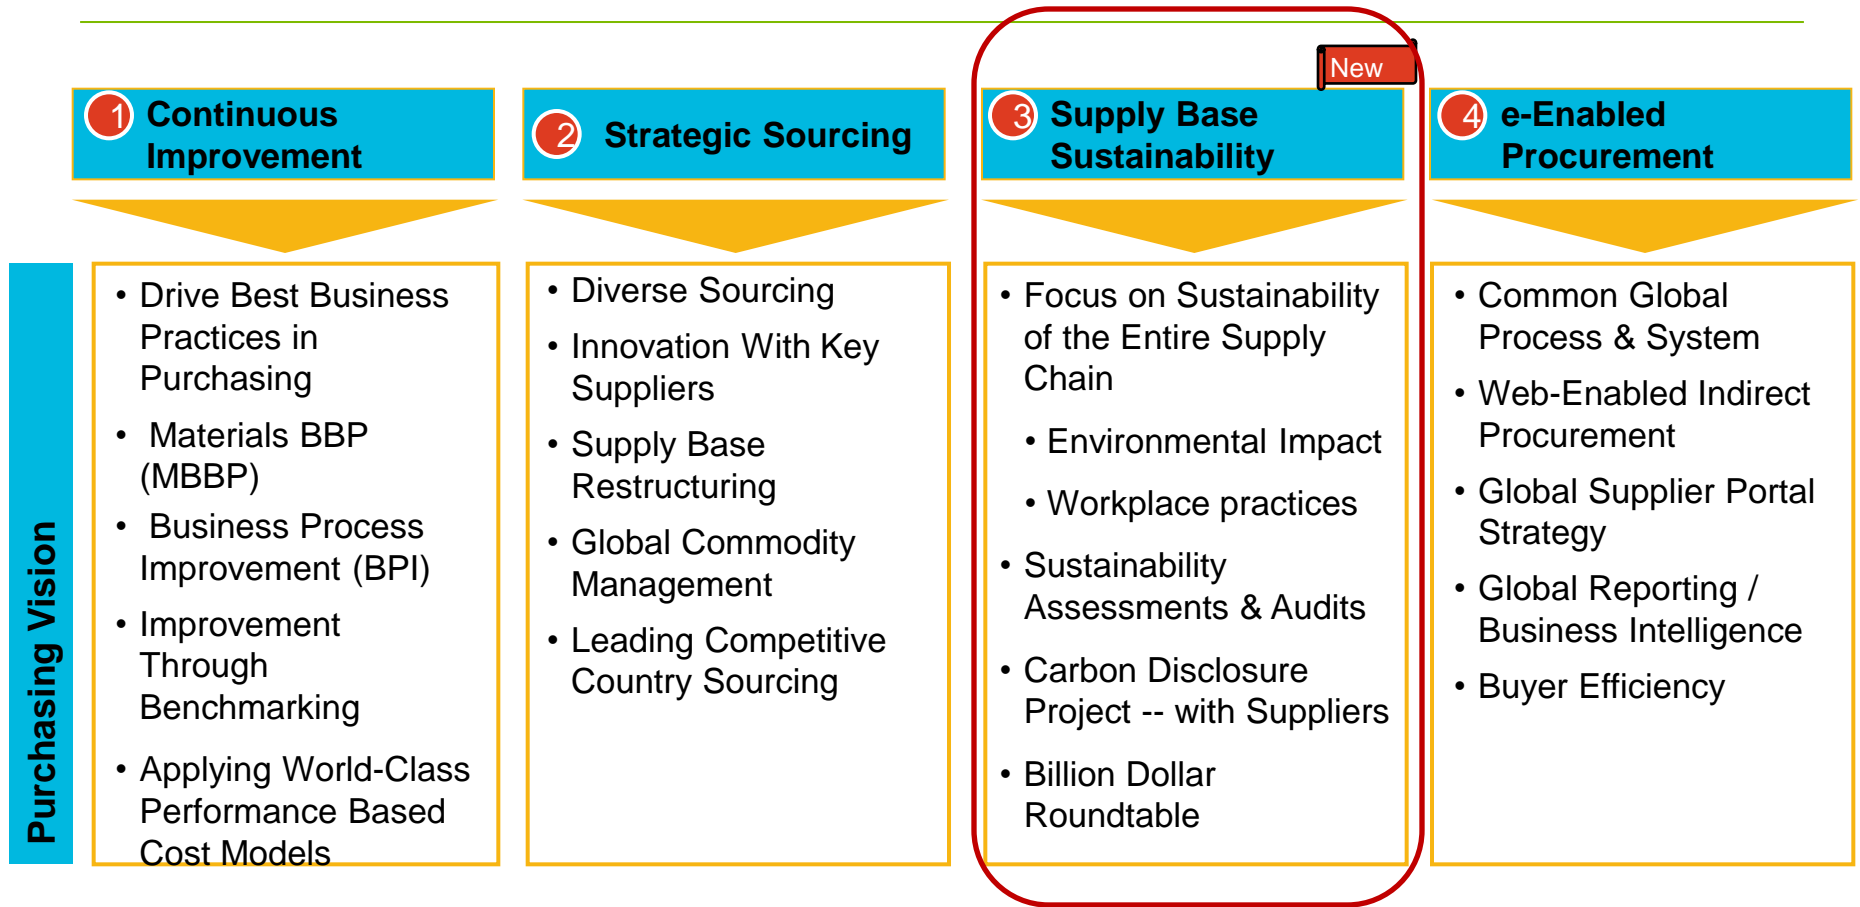 New
1 Continuous
Improvement
2 Strategic Sourcing
3 Supply Base
Sustainability
4 e-Enabled
Procurement
Purchasing Vision
• Drive Best Business
Practices in
Purchasing
• Materials BBP
(MBBP)
• Business Process
Improvement (BPI)
• Improvement
Through
Benchmarking
• Applying World-Class
Performance Based
Cost Models
• Diverse Sourcing
• Innovation With Key
Suppliers
• Supply Base
Restructuring
• Global Commodity
Management
• Leading Competitive
Country Sourcing
• Focus on Sustainability
of the Entire Supply
Chain
• Environmental Impact
• Workplace practices
• Sustainability
Assessments & Audits
• Carbon Disclosure
Project -- with Suppliers
• Billion Dollar
Roundtable
• Common Global
Process & System
• Web-Enabled Indirect
Procurement
• Global Supplier Portal
Strategy
• Global Reporting /
Business Intelligence
• Buyer Efficiency